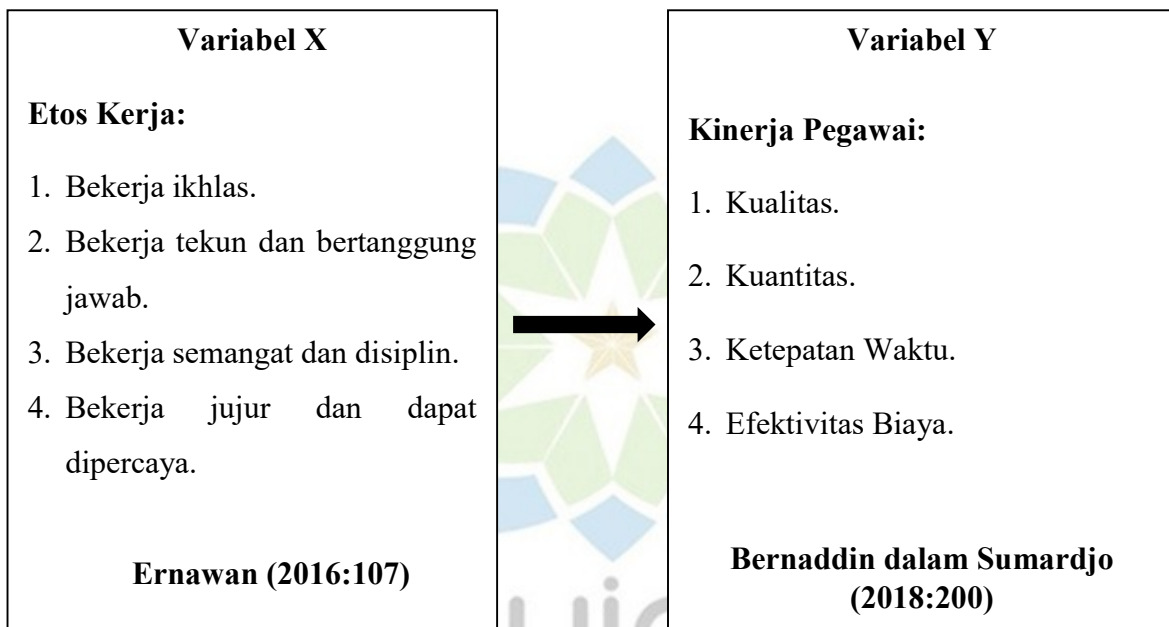 Variabel X
Etos Kerja:
1. Bekerja ikhlas.
2. Bekerja tekun dan bertanggung
jawab.
3. Bekerja semangat dan disiplin.
4. Bekerja jujur dan dapat
dipercaya.
Ernawan (2016:107)
Variabel Y
Kinerja Pegawai:
1. Kualitas.
2. Kuantitas.
3. Ketepatan Waktu.
4. Efektivitas Biaya.
Bernaddin dalam Sumardjo
(2018:200)